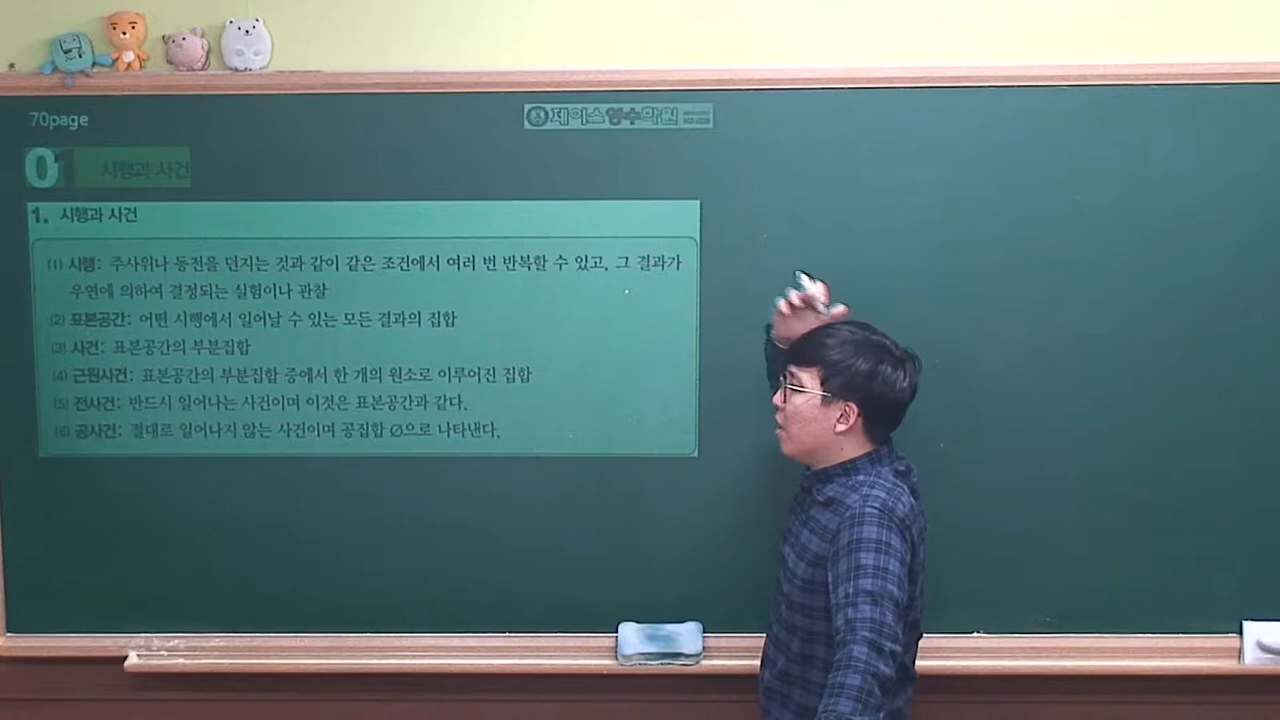 70page
제이스영수학원
01 시행과 사건
1. 시행과 사건
(1) 시행: 주사위나 동전을 던지는 것과 같이 같은 조건에서 여러 번 반복할 수 있고, 그 결과가
우연에 의하여 결정되는 실험이나 관찰
(2) 표본공간: 어떤 시행에서 일어날 수 있는 모든 결과의 집합
(3) 사건: 표본공간의 부분집합
(4) 근원사건: 표본공간의 부분집합 중에서 한 개의 원소로 이루어진 집합
(5) 전사건: 반드시 일어나는 사건이며 이것은 표본공간과 같다.
(6) 공사건: 절대로 일어나지 않는 사건이며 공집합 ∅으로 나타낸다.